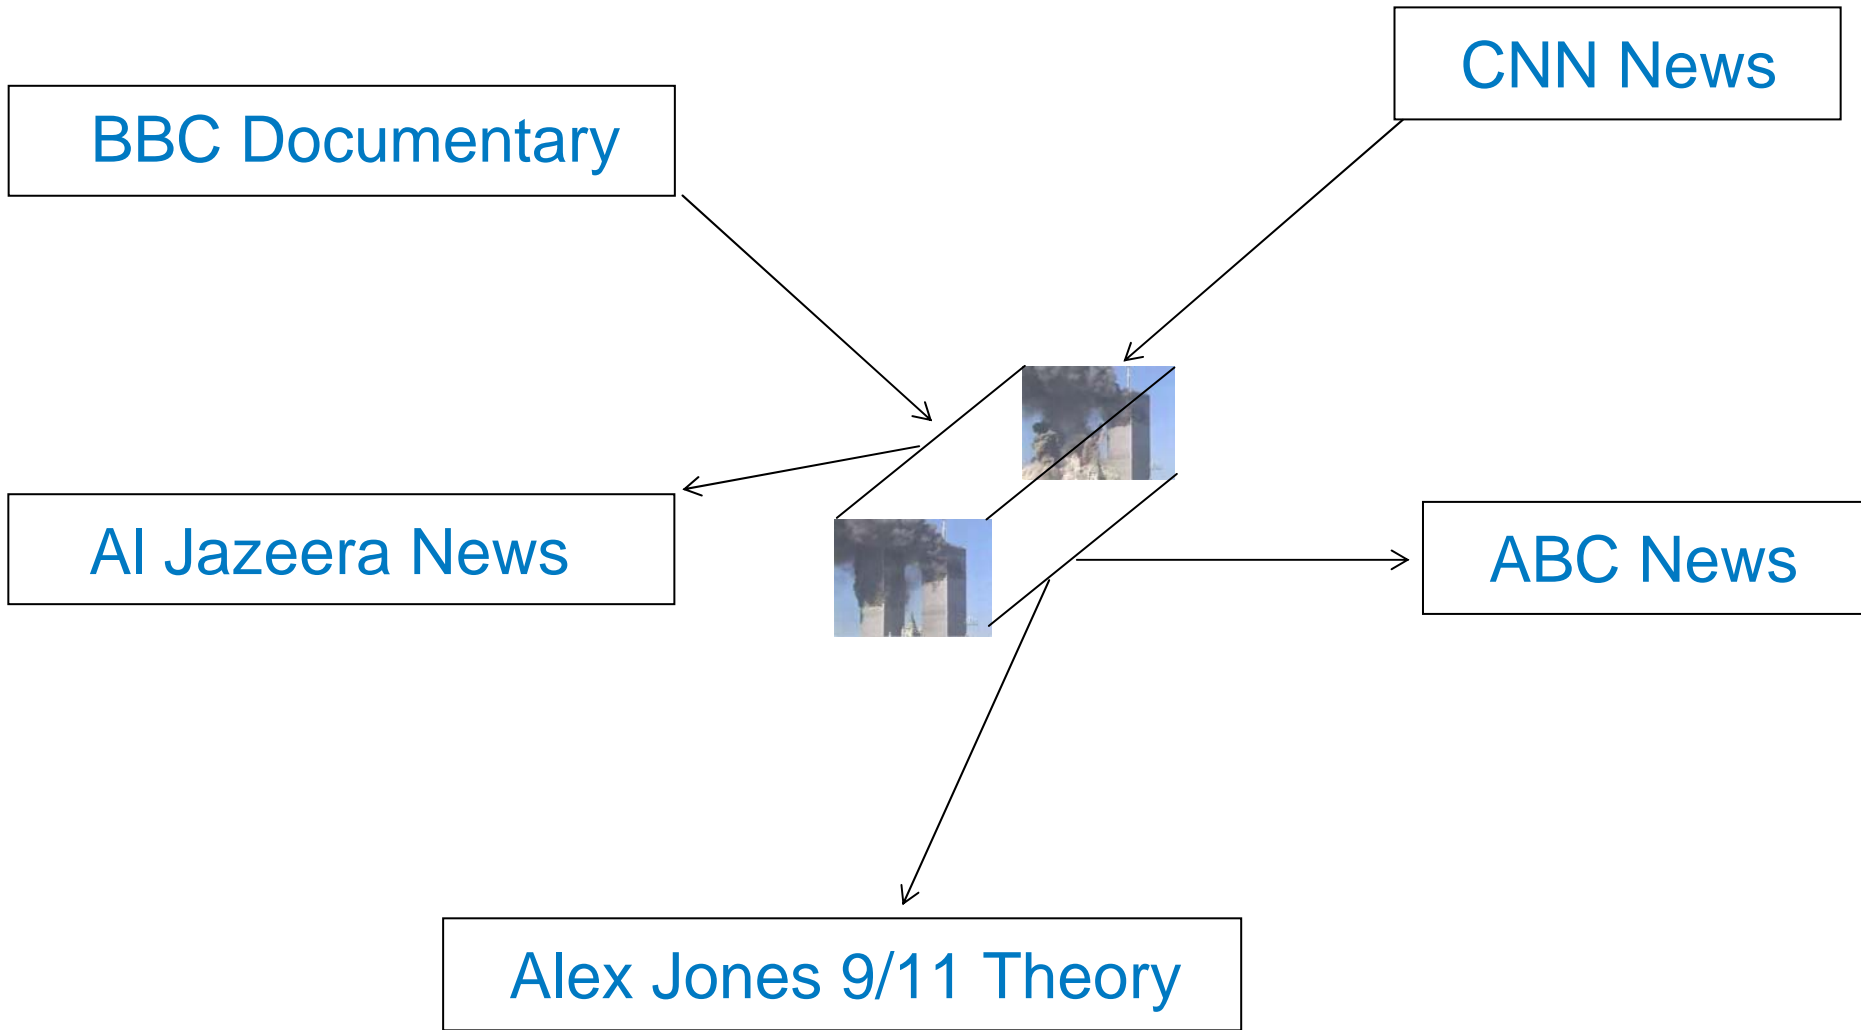 CNN News
BBC Documentary
Al Jazeera News
ABC News
Alex Jones 9/11 Theory